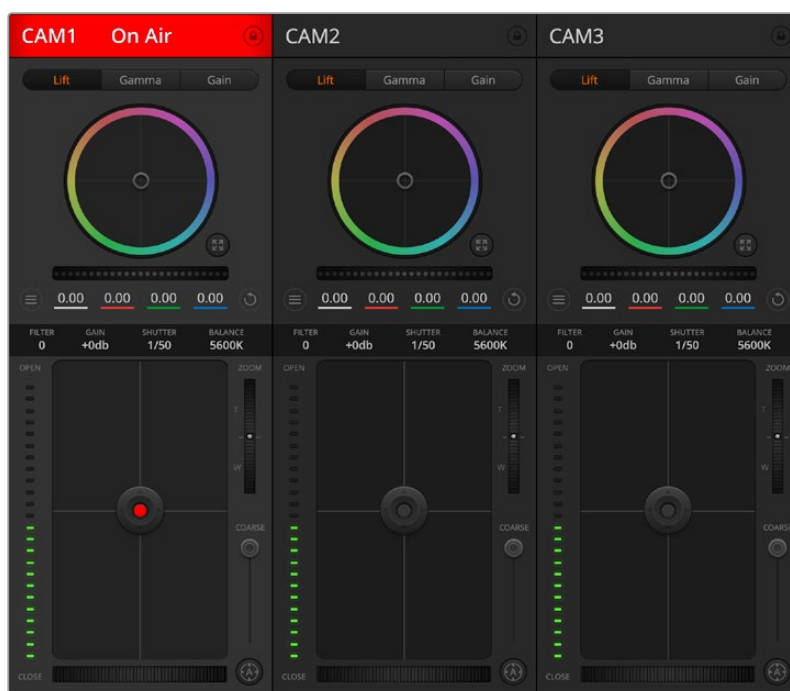 CAM1 On Air
Lift Gamma Gain
0.00 0.00 0.00 0.00
FILTER GAIN SHUTTER BALANCE
0 +0db 1/50 5600K
OPEN ZOOM
T
W
COARSE
A
CLOSE
CAM2
Lift Gamma Gain
0.00 0.00 0.00 0.00
FILTER GAIN SHUTTER BALANCE
0 +0db 1/50 5600K
OPEN ZOOM
T
W
COARSE
A
CLOSE
CAM3
Lift Gamma Gain
0.00 0.00 0.00 0.00
FILTER GAIN SHUTTER BALANCE
0 +0db 1/50 5600K
OPEN ZOOM
T
W
COARSE
A
CLOSE